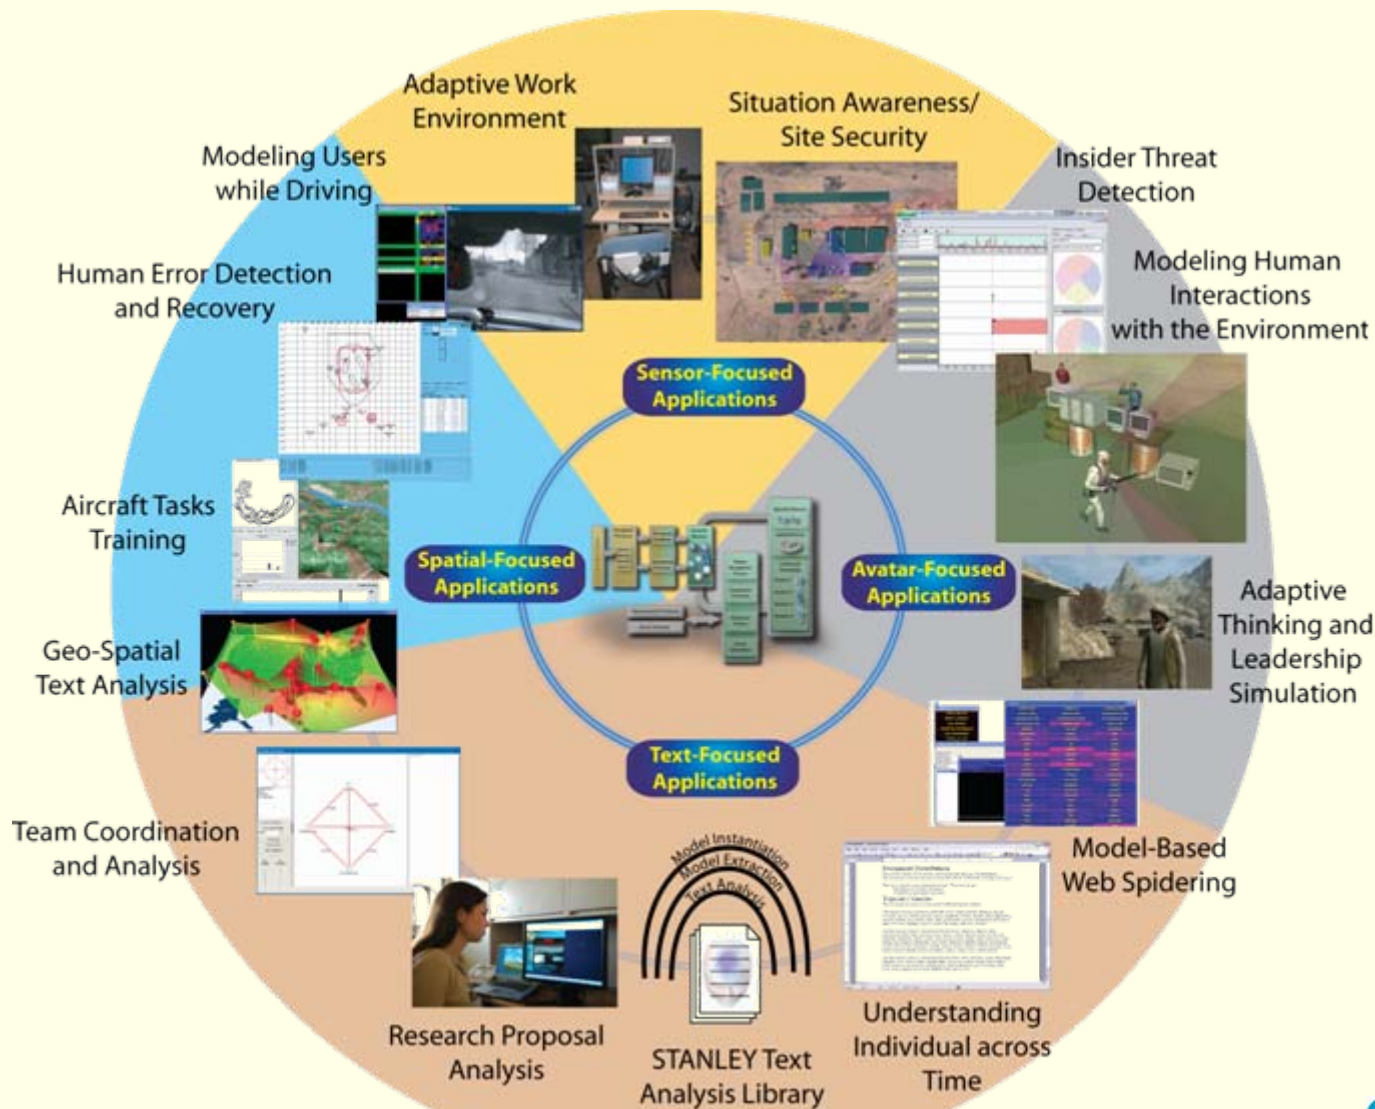 Adaptive Work
Environment
Situation Awareness/
Site Security
Modeling Users
while Driving
Insider Threat
Detection
Human Error Detection
and Recovery
Modeling Human
Interactions
with the Environment
Sensor-Focused
Applications
Aircraft Tasks
Training
Spatial-Focused
Applications
Avatar-Focused
Applications
Adaptive
Thinking and
Leadership
Simulation
Geo-Spatial
Text Analysis
Text-Focused
Applications
Team Coordination
and Analysis
Model Instantiation
Model Extraction
Text Analysis
Model-Based
Web Spidering
Research Proposal
Analysis
STANLEY Text
Analysis Library
Understanding
Individual across
Time